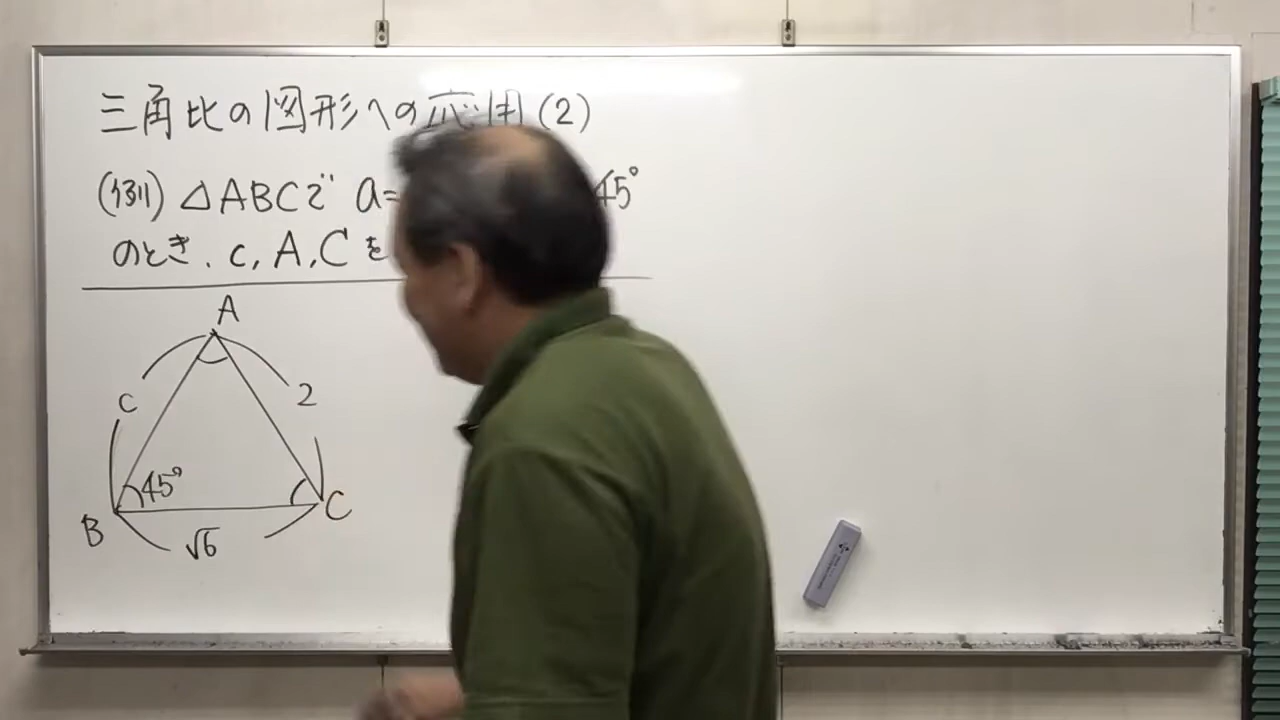 三角比の図形への応用(2)
(例) △ABCで a=
45°
のとき、c, A, C を
A
c
2
45°
B
C
√6